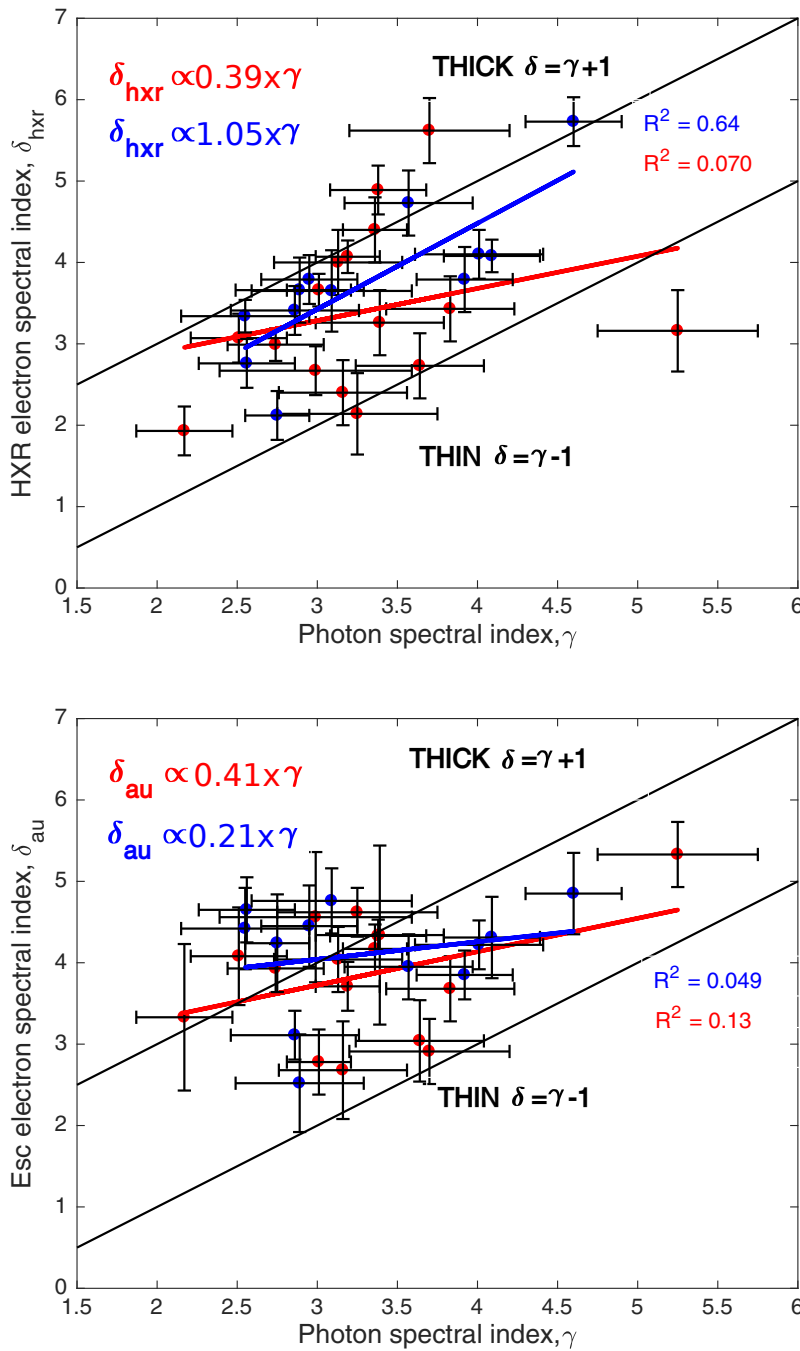 7
6
5
4
3
2
1
0
HXR electron spectral index, δhxr
δhxr ∝0.39xγ
δhxr ∝1.05xγ
THICK δ=γ+1
R² = 0.64
R² = 0.070
THIN δ=γ-1
1.5 2 2.5 3 3.5 4 4.5 5 5.5 6
Photon spectral index,γ
7
6
5
4
3
2
1
0
Esc electron spectral index, δau
δau ∝0.41xγ
δau ∝0.21xγ
THICK δ=γ+1
R² = 0.049
R² = 0.13
THIN δ=γ-1
1.5 2 2.5 3 3.5 4 4.5 5 5.5 6
Photon spectral index,γ